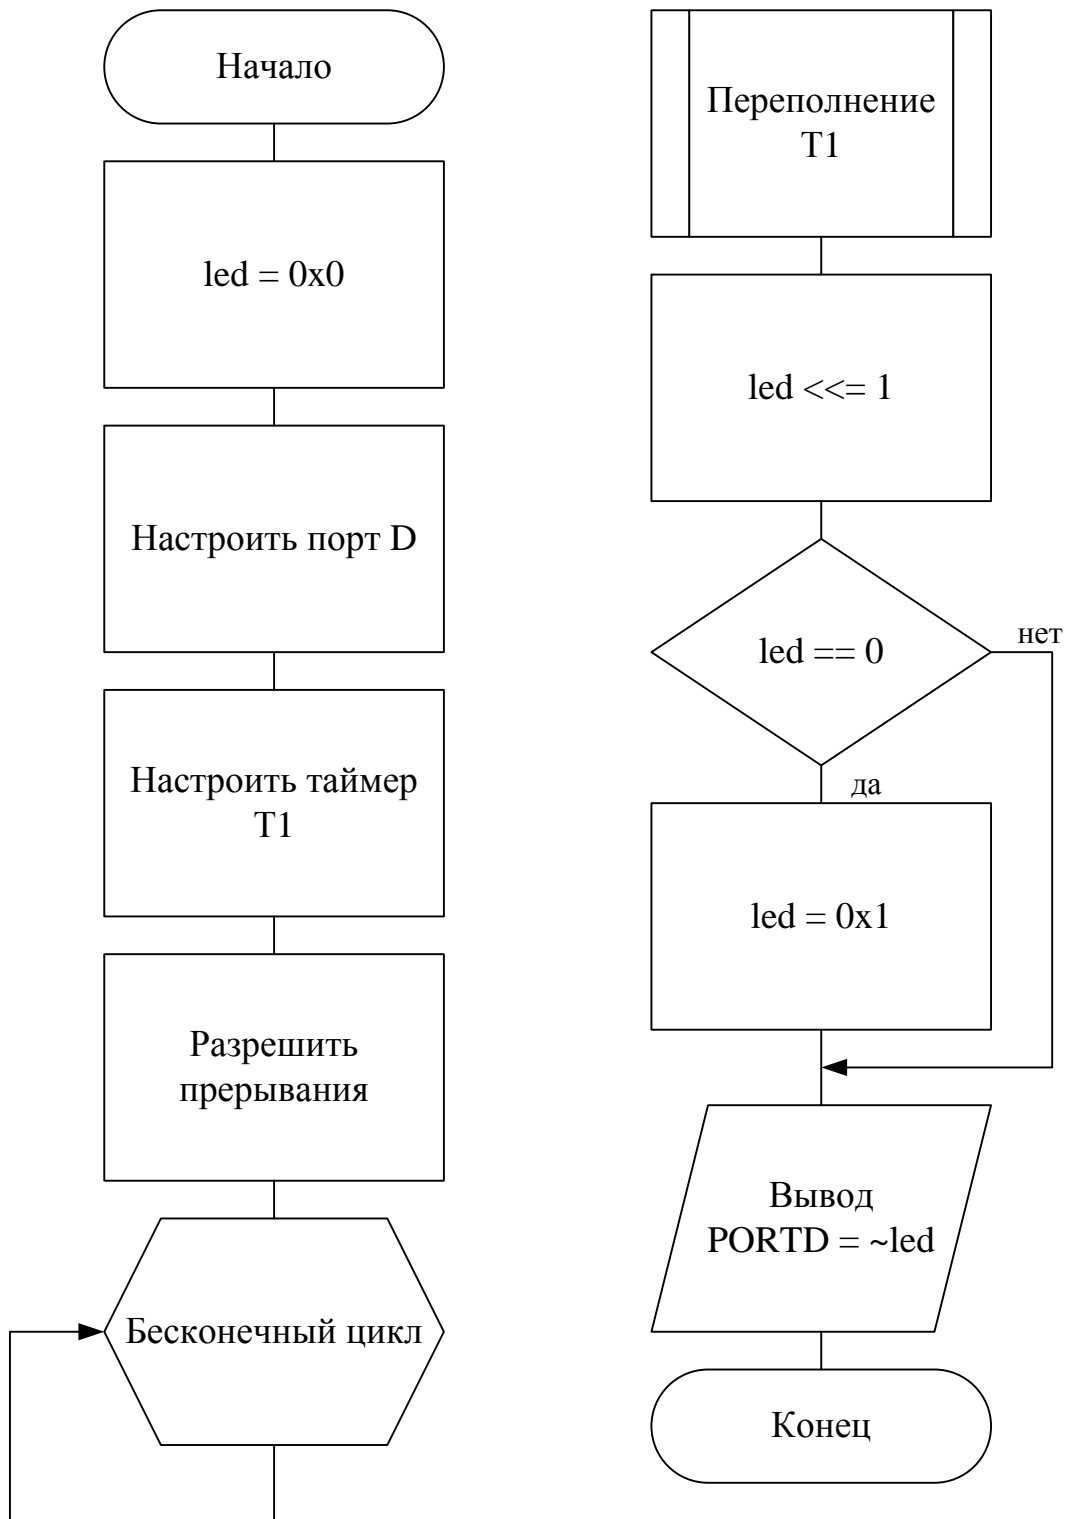 Начало
led = 0x0
Настроить порт D
Настроить таймер
T1
Разрешить
прерывания
Бесконечный цикл
Переполнение
T1
led <<= 1
led == 0
нет
да
led = 0x1
Вывод
PORTD = ~led
Конец